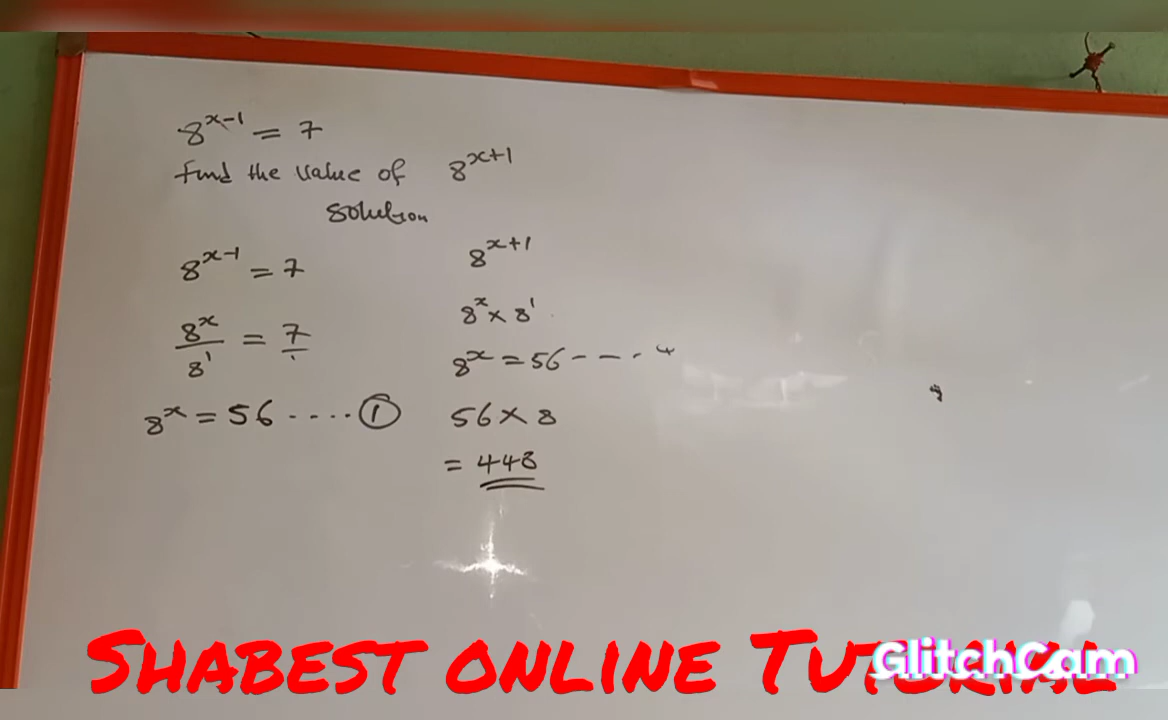 8^(x-1) = 7
Find the value of 8^(x+1)
Solution
8^(x-1) = 7
8^x / 8^1 = 7
8^x = 56 ---- ①
8^(x+1)
8^x × 8^1
8^x = 56 - - - -
56 × 8
= 448
SHABEST ONLINE TUTORIAL
GlitchCam